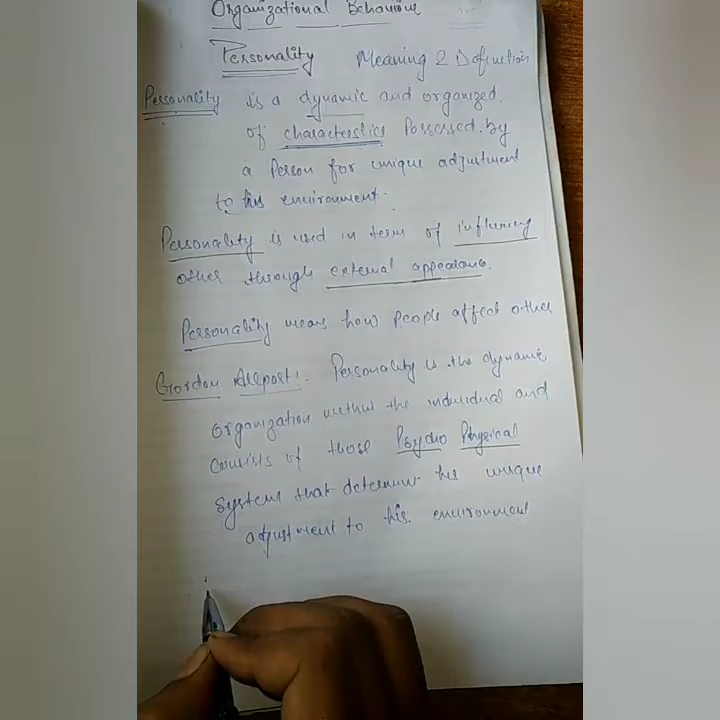 Organizational Behaviour
Personality Meaning & Definition
Personality is a dynamic and organized
of characterstics Possessed by
a Person for unique adjustment
to his environment.
Personality is used in term of influencing
other through external appearance.
Personality means how people affect other
Gordon Allport: Personality is the dynamic
organization within the individual and
consists of those Psycho Physical
system that determine his unique
adjustment to his environment